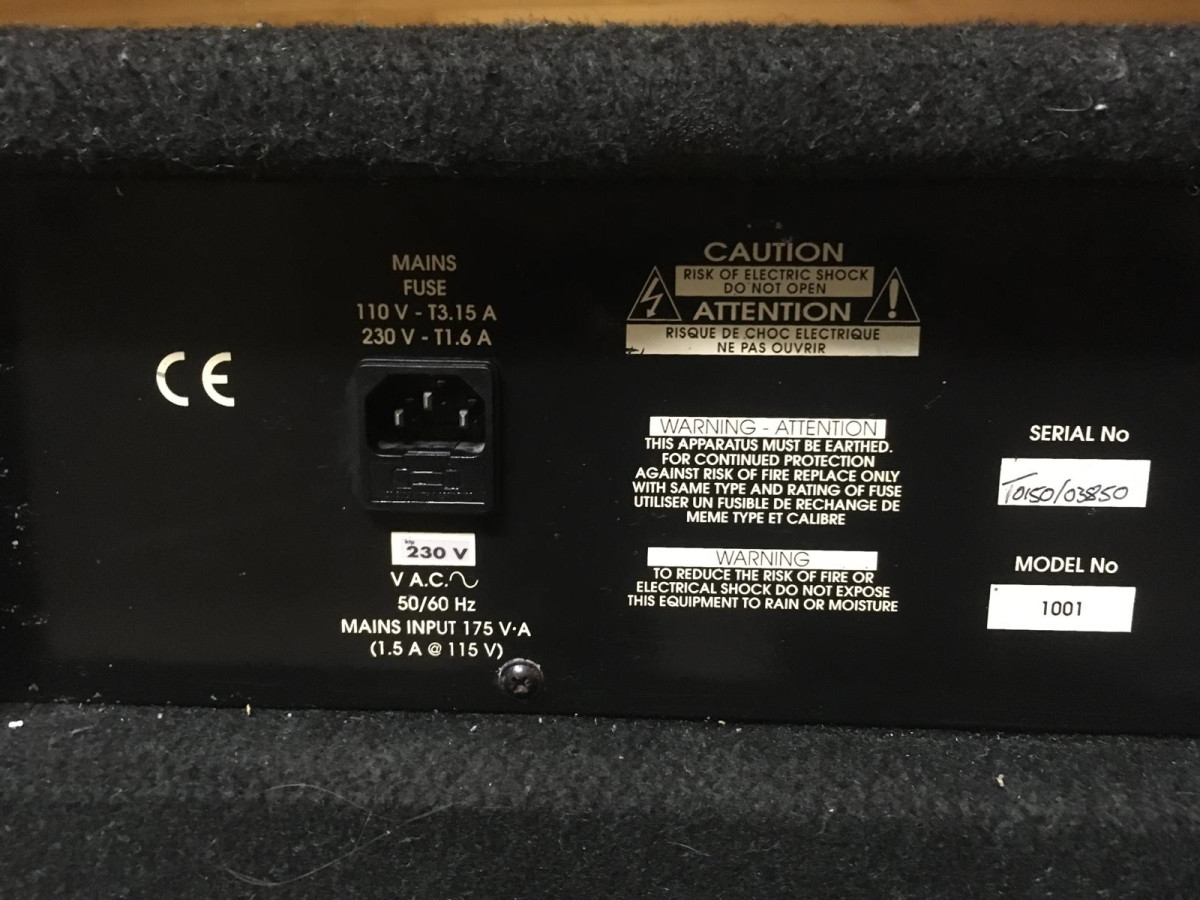 MAINS
FUSE
110 V - T3.15 A
230 V - T1.6 A
CE
230 V
V A.C.
50/60 Hz
MAINS INPUT 175 V·A
(1.5 A @ 115 V)
CAUTION
RISK OF ELECTRIC SHOCK
DO NOT OPEN
ATTENTION
RISQUE DE CHOC ELECTRIQUE
NE PAS OUVRIR
WARNING - ATTENTION
THIS APPARATUS MUST BE EARTHED.
FOR CONTINUED PROTECTION
AGAINST RISK OF FIRE REPLACE ONLY
WITH SAME TYPE AND RATING OF FUSE
UTILISER UN FUSIBLE DE RECHANGE DE
MEME TYPE ET CALIBRE
WARNING
TO REDUCE THE RISK OF FIRE OR
ELECTRICAL SHOCK DO NOT EXPOSE
THIS EQUIPMENT TO RAIN OR MOISTURE
SERIAL No
T0150/03850
MODEL No
1001